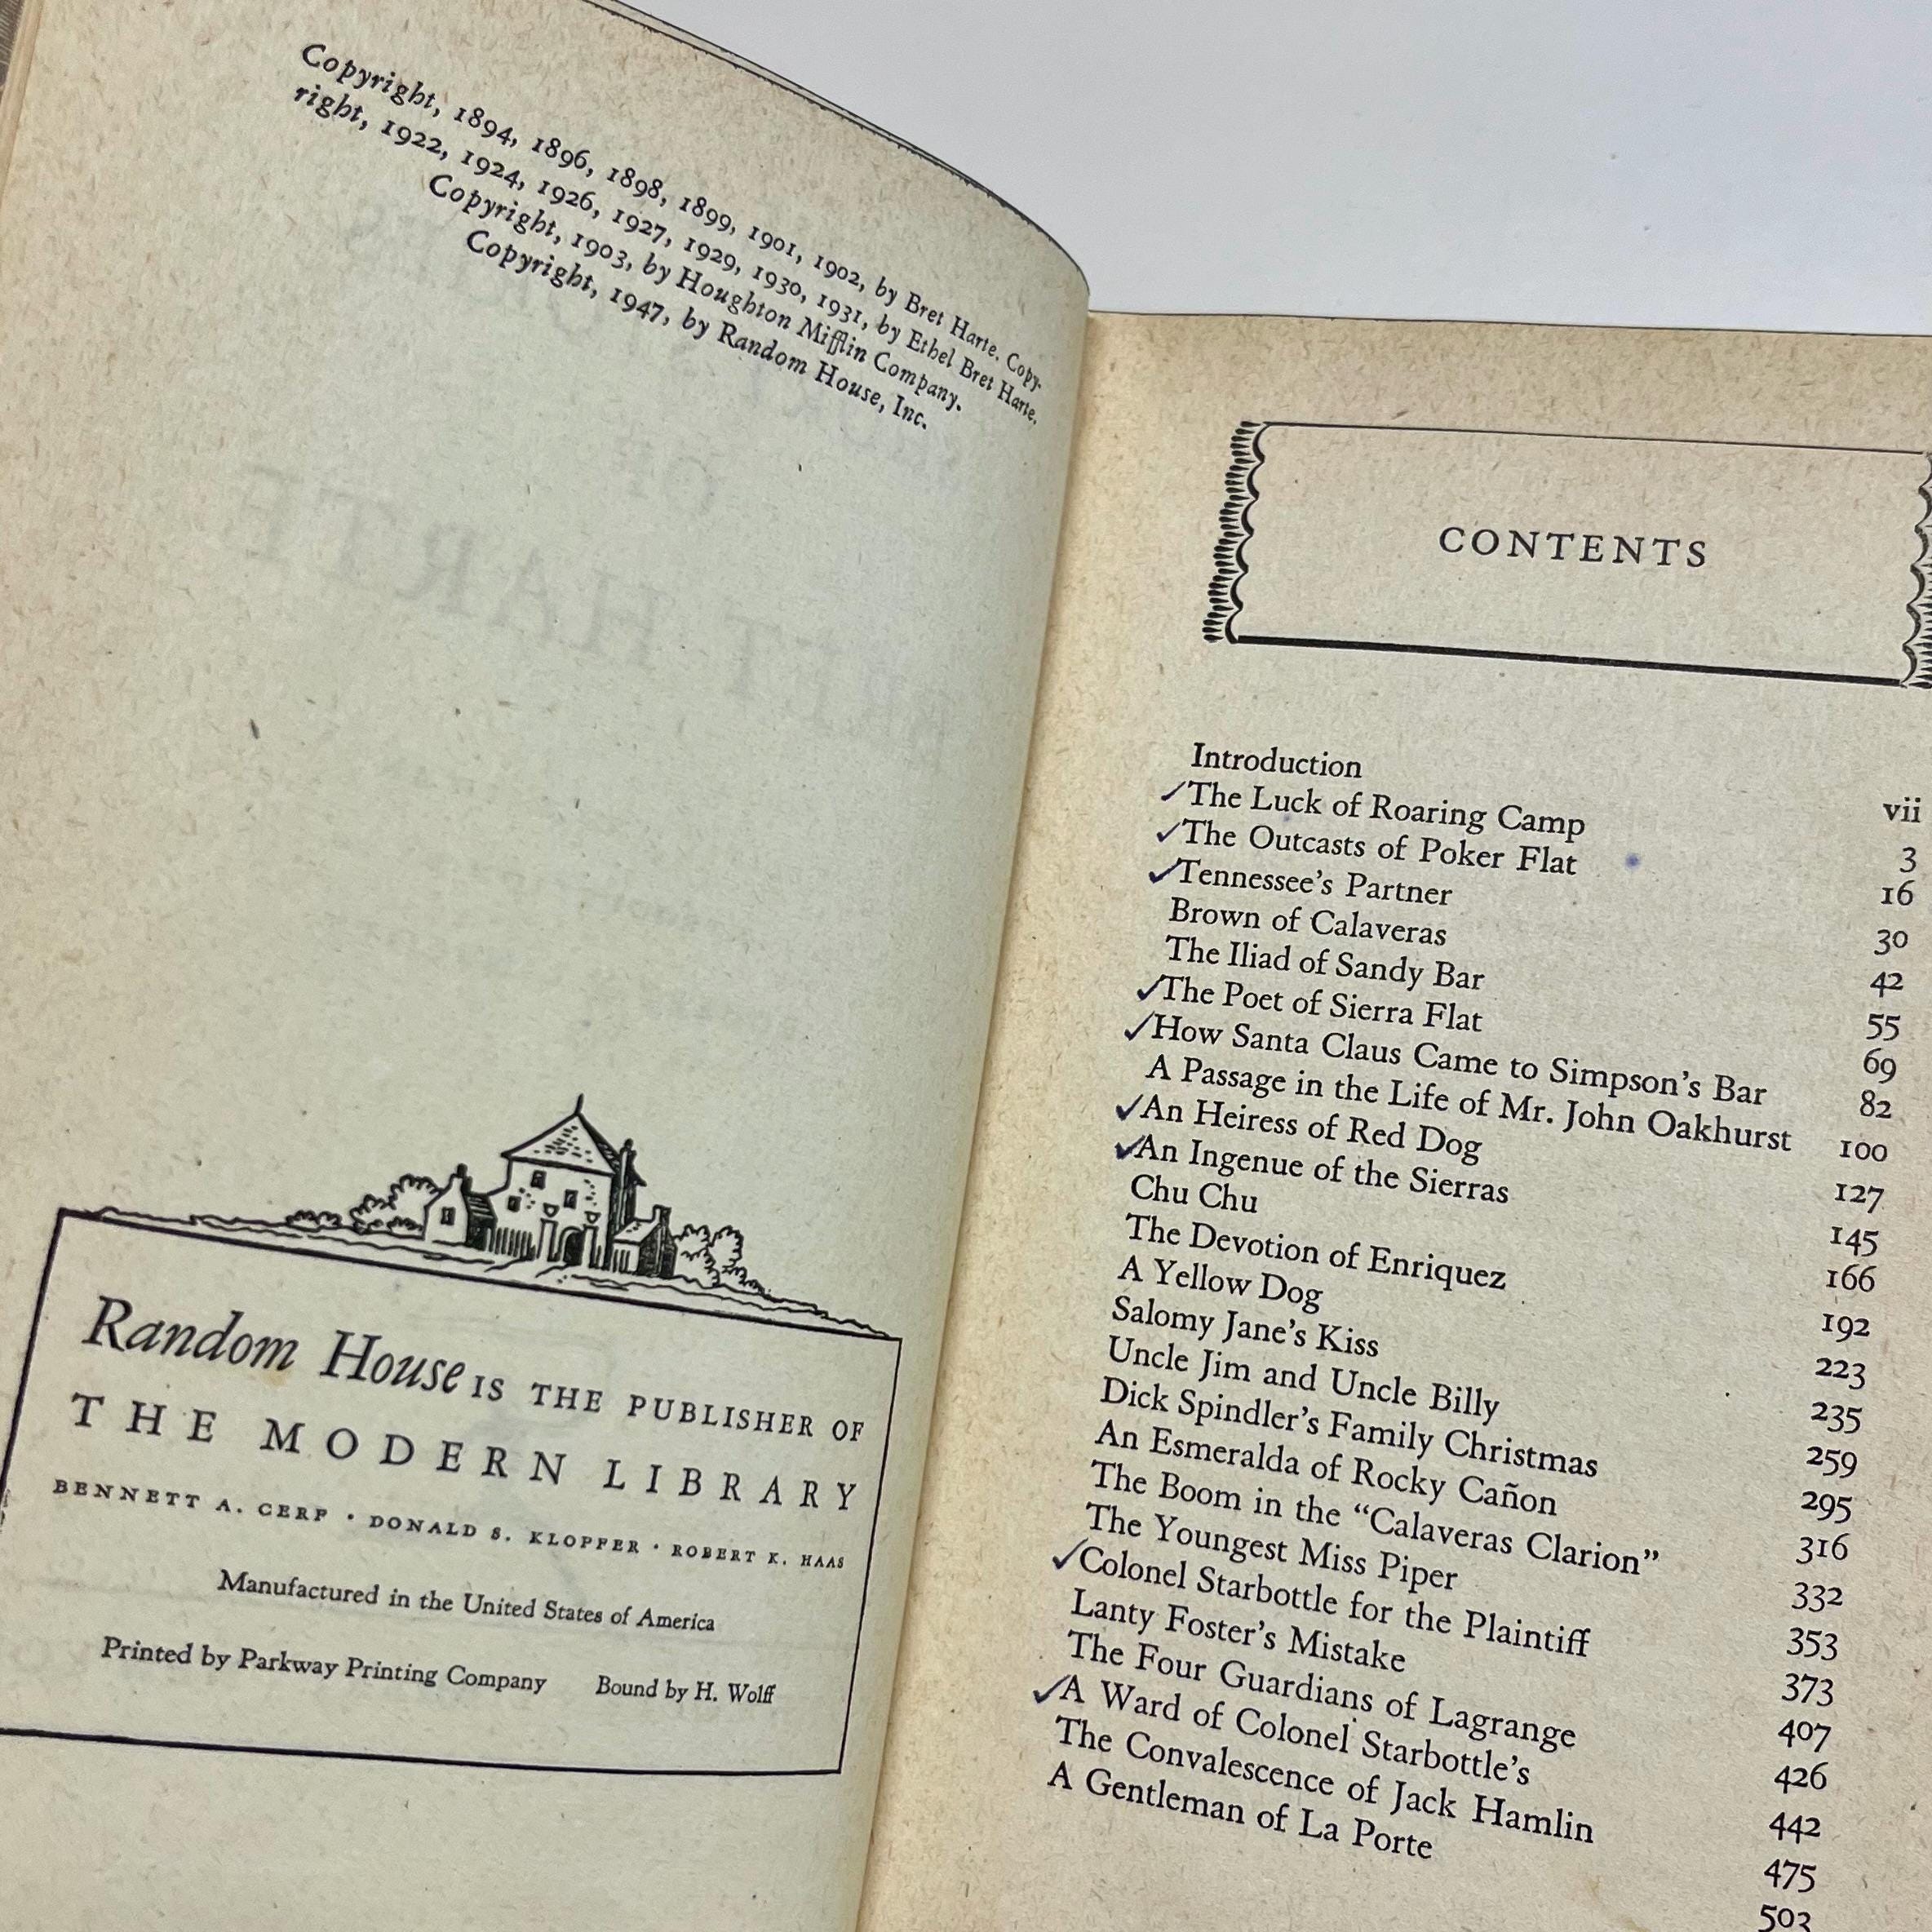 Copyright, 1894, 1896, 1898, 1899, 1901, 1902, by Bret Harte. Copy-
right, 1922, 1924, 1926, 1927, 1929, 1930, 1931, by Ethel Bret Harte.
Copyright, 1903, by Houghton Mifflin Company.
Copyright, 1947, by Random House, Inc.
Random House IS THE PUBLISHER OF
THE MODERN LIBRARY
BENNETT A. CERF · DONALD S. KLOPFER · ROBERT K. HAAS
Manufactured in the United States of America
Printed by Parkway Printing Company Bound by H. Wolff
CONTENTS
Introduction vii
✓The Luck of Roaring Camp 3
✓The Outcasts of Poker Flat 16
✓Tennessee's Partner 30
Brown of Calaveras 42
The Iliad of Sandy Bar 55
✓The Poet of Sierra Flat 69
✓How Santa Claus Came to Simpson's Bar 82
A Passage in the Life of Mr. John Oakhurst 100
✓An Heiress of Red Dog 127
✓An Ingenue of the Sierras 145
Chu Chu 166
The Devotion of Enriquez 192
A Yellow Dog 223
Salomy Jane's Kiss 235
Uncle Jim and Uncle Billy 259
Dick Spindler's Family Christmas 295
An Esmeralda of Rocky Cañon 316
The Boom in the "Calaveras Clarion" 332
The Youngest Miss Piper 353
✓Colonel Starbottle for the Plaintiff 373
Lanty Foster's Mistake 407
The Four Guardians of Lagrange 426
✓A Ward of Colonel Starbottle's 442
The Convalescence of Jack Hamlin 475
A Gentleman of La Porte 503